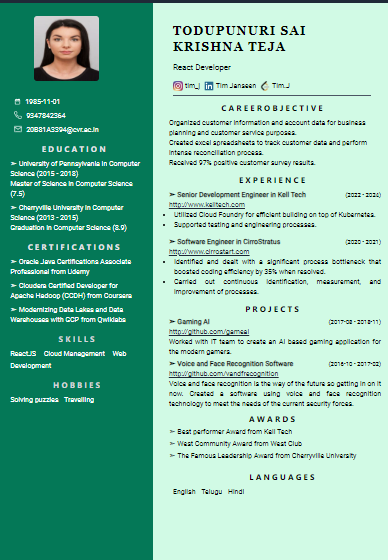 1985-11-01
9347842364
20B81A3394@cvr.ac.in
EDUCATION
➢ University of Pennsylvania in Computer
Science (2015 - 2018)
Master of Science in Computer Science
(7.5)
➢ Cherryville University in Computer
Science (2013 - 2015)
Graduation in Computer Science (8.9)
CERTIFICATIONS
➢ Oracle Java Certifications Associate
Professional from Udemy
➢ Cloudera Certified Developer for
Apache Hadoop (CCDH) from Coursera
➢ Modernizing Data Lakes and Data
Warehouses with GCP from Qwiklabs
SKILLS
ReactJS Cloud Management Web
Development
HOBBIES
Solving puzzles Travelling
TODUPUNURI SAI
KRISHNA TEJA
React Developer
tim_j Tim Janseen Tim.J
CAREEROBJECTIVE
Organized customer information and account data for business
planning and customer service purposes.
Created excel spreadsheets to track customer data and perform
intense reconciliation process.
Received 97% positive customer survey results.
EXPERIENCE
➢ Senior Development Engineer in Kell Tech (2022 - 2024)
http://www.kelltech.com
• Utilized Cloud Foundry for efficient building on top of Kubernetes.
• Supported testing and engineering processes.
➢ Software Engineer in CirroStratus (2020 - 2021)
http://www.cirrostart.com
• Identified and dealt with a significant process bottleneck that
boosted coding efficiency by 35% when resolved.
• Carried out continuous identification, measurement, and
improvement of processes.
PROJECTS
➢ Gaming AI (2017-08 - 2018-11)
http://github.com/gameai
Worked with IT team to create an AI based gaming application for
the modern gamers.
➢ Voice and Face Recognition Software (2016-10 - 2017-02)
http://github.com/vandfrecognition
Voice and face recognition is the way of the future so getting in on it
now. Created a software using voice and face recognition
technology to meet the needs of the current security forces.
AWARDS
➢ Best performer Award from Kell Tech
➢ West Community Award from West Club
➢ The Famous Leadership Award from Cherryville University
LANGUAGES
English Telugu Hindi